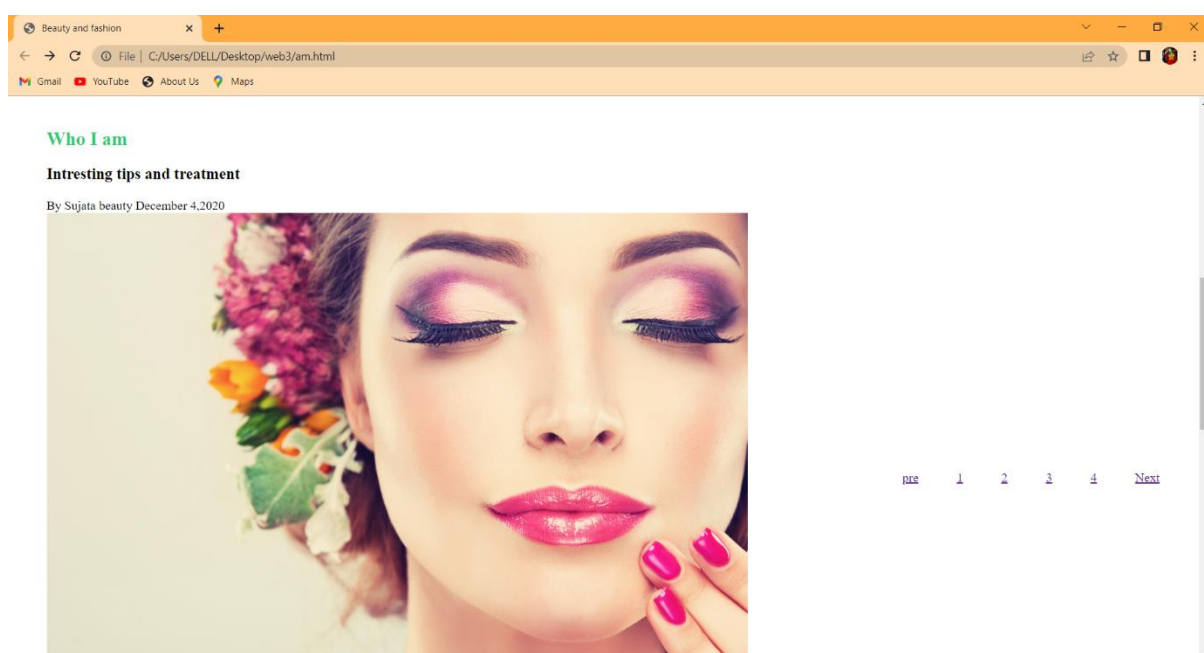 Beauty and fashion
File | C:/Users/DELL/Desktop/web3/am.html
Gmail YouTube About Us Maps
Who I am
Intresting tips and treatment
By Sujata beauty December 4,2020
pre 1 2 3 4 Next